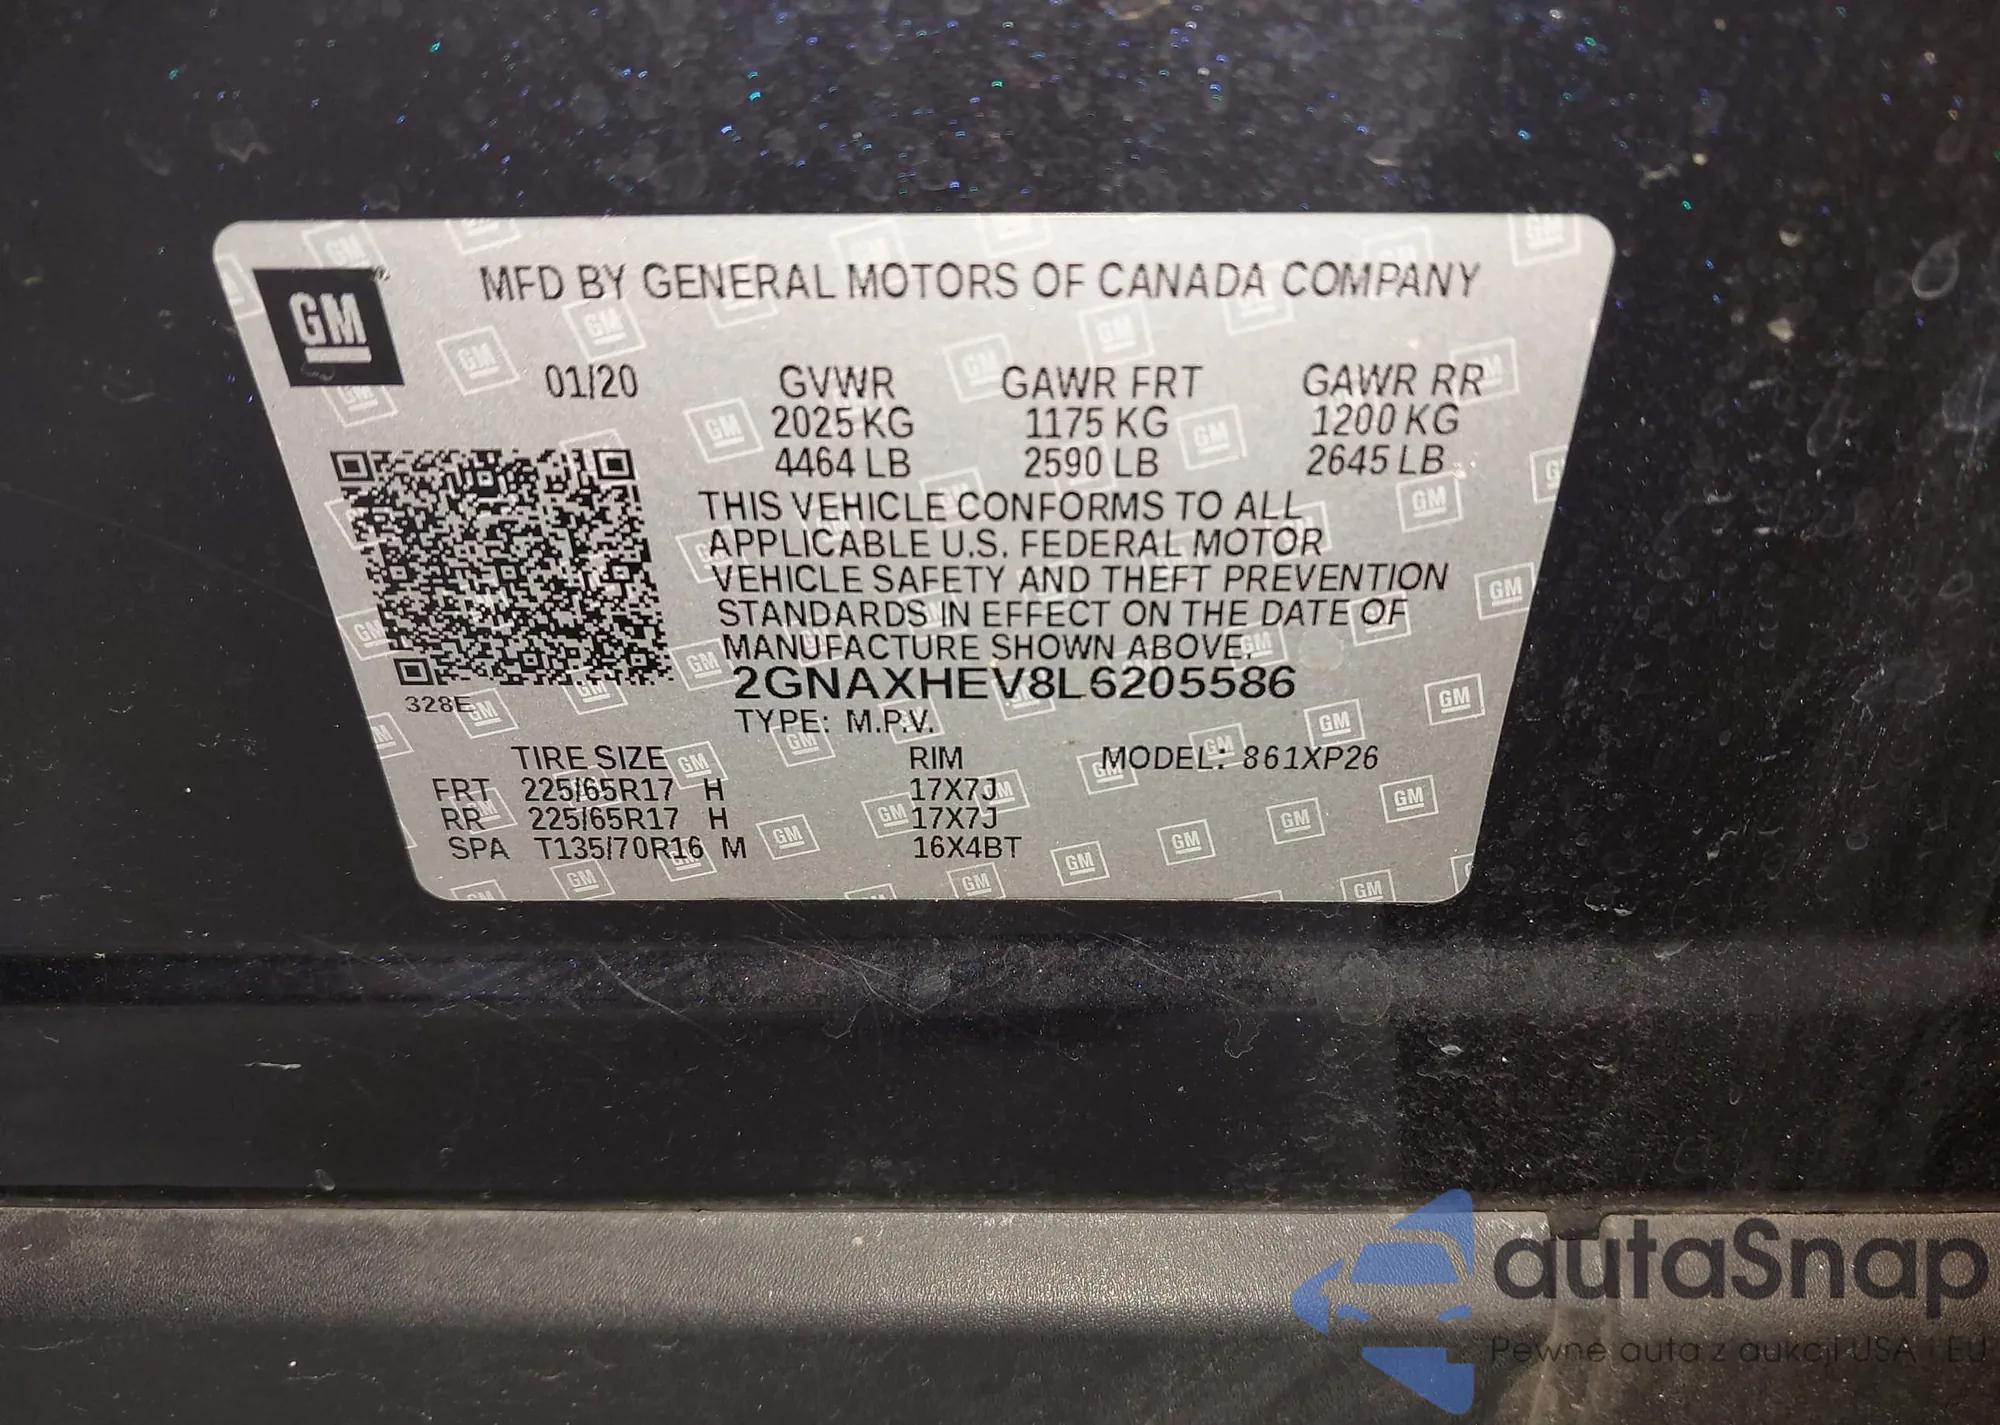 GM
MFD BY GENERAL MOTORS OF CANADA COMPANY
01/20 GVWR GAWR FRT GAWR RR
2025 KG 1175 KG 1200 KG
4464 LB 2590 LB 2645 LB
THIS VEHICLE CONFORMS TO ALL
APPLICABLE U.S. FEDERAL MOTOR
VEHICLE SAFETY AND THEFT PREVENTION
STANDARDS IN EFFECT ON THE DATE OF
MANUFACTURE SHOWN ABOVE.
2GNAXHEV8L6205586
328E
TYPE: M.P.V.
TIRE SIZE RIM MODEL: 861XP26
FRT 225/65R17 H 17X7J
RR 225/65R17 H 17X7J
SPA T135/70R16 M 16X4BT
autaSnap
Pewne auta z aukcji USA i EU